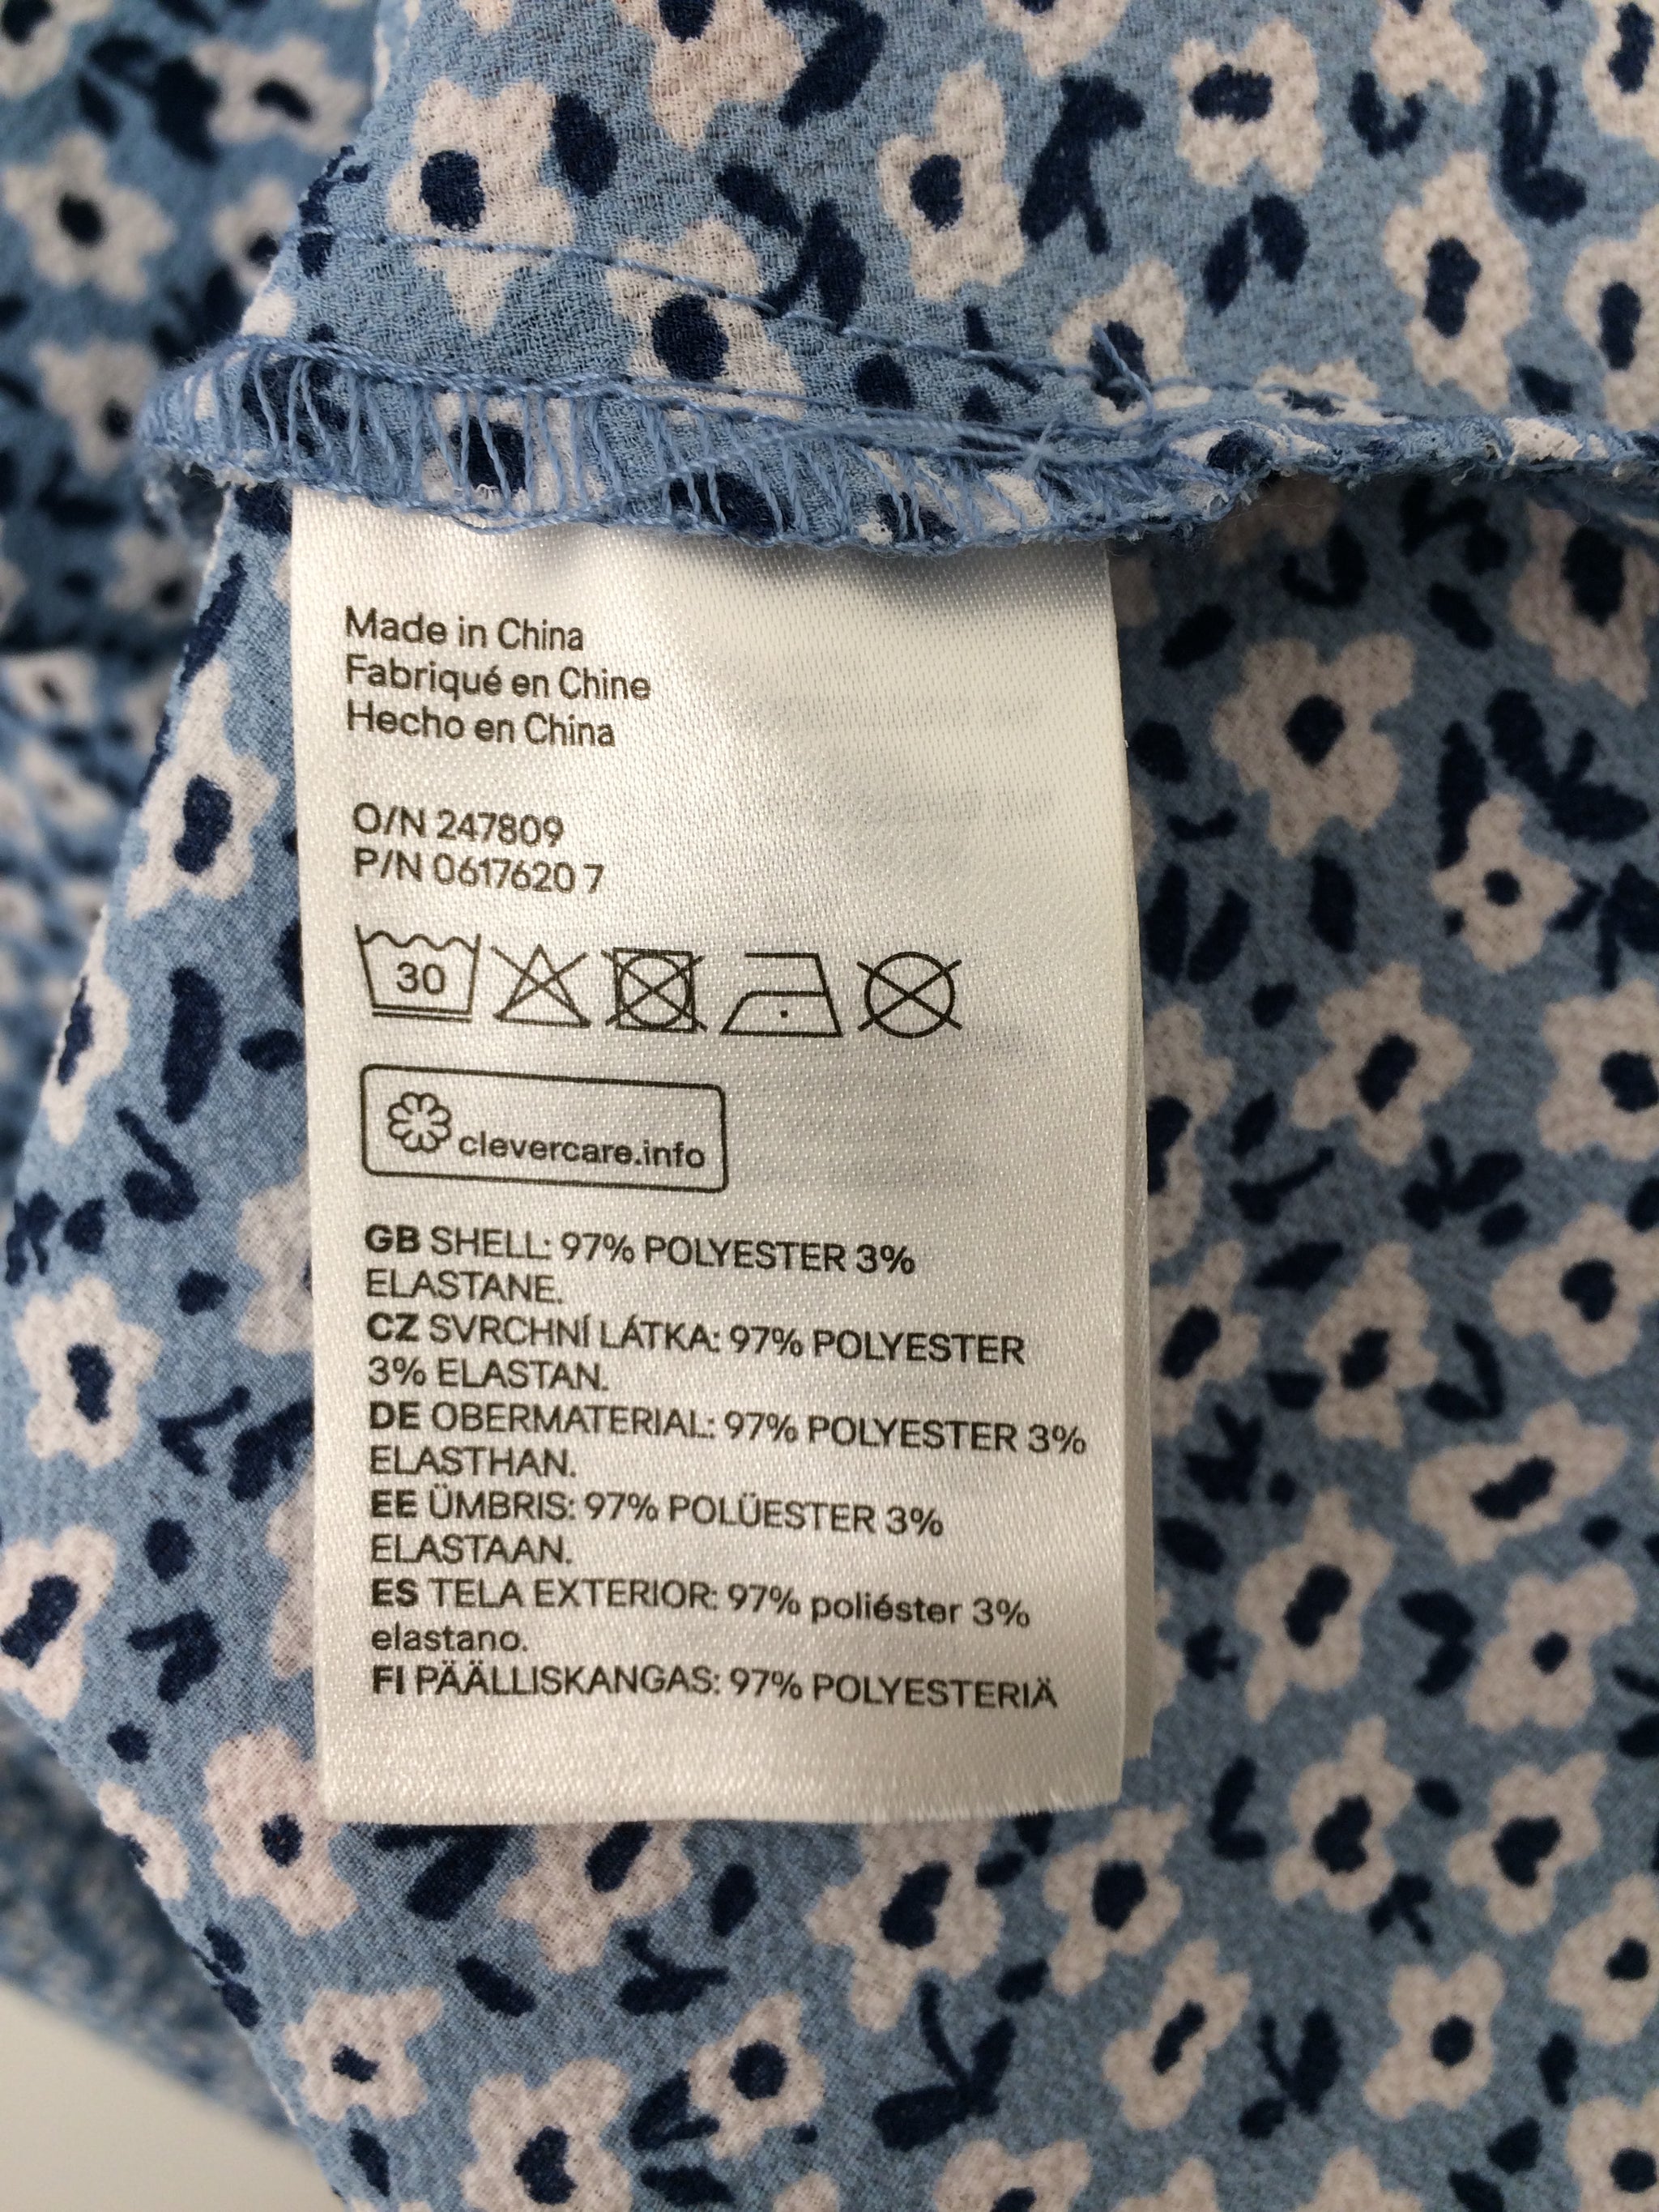 Made in China
Fabriqué en Chine
Hecho en China
O/N 247809
P/N 0617620 7
30
clevercare.info
GB SHELL: 97% POLYESTER 3%
ELASTANE.
CZ SVRCHNÍ LÁTKA: 97% POLYESTER
3% ELASTAN.
DE OBERMATERIAL: 97% POLYESTER 3%
ELASTHAN.
EE ÜMBRIS: 97% POLÜESTER 3%
ELASTAAN.
ES TELA EXTERIOR: 97% poliéster 3%
elastano.
FI PÄÄLLISKANGAS: 97% POLYESTERIÄ